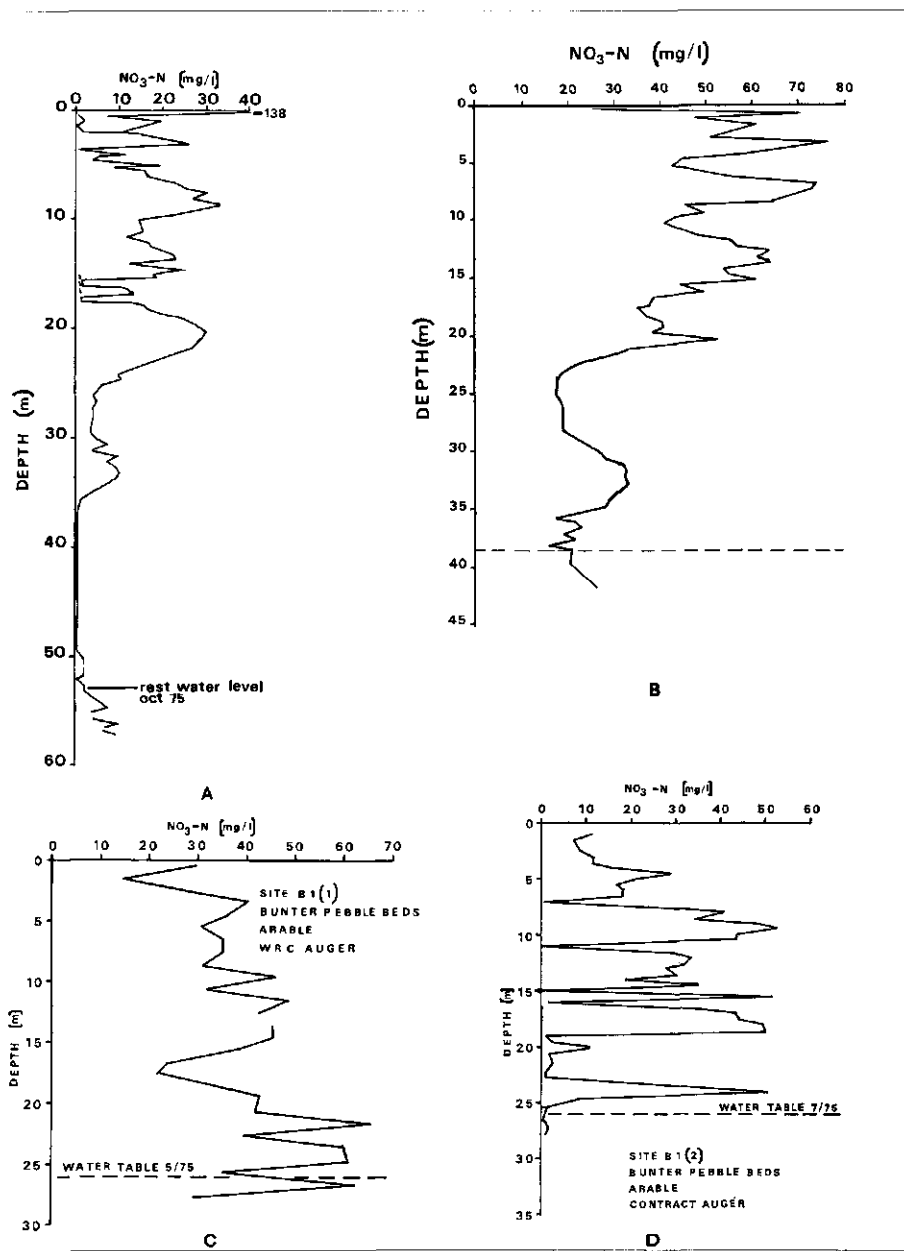 NO3-N [mg/l]
0 10 20 30 40
138
0
10
20
30
40
50
60
DEPTH (m)
rest water level
oct 75
A
NO3-N (mg/l)
20 30 40 50 60 70 80
0
5
10
15
20
25
30
35
40
45
DEPTH(m)
B
NO3-N [mg/l]
0 10 20 30 40 50 60 70
0
5
10
15
20
25
30
DEPTH [m]
SITE B1(1)
BUNTER PEBBLE BEDS
ARABLE
WRC AUGER
WATER TABLE 5/75
C
NO3-N [mg/l]
0 10 20 30 40 50 60
5
10
15
20
25
30
35
DEPTH [m]
WATER TABLE 7/75
SITE B1(2)
BUNTER PEBBLE BEDS
ARABLE
CONTRACT AUGER
D